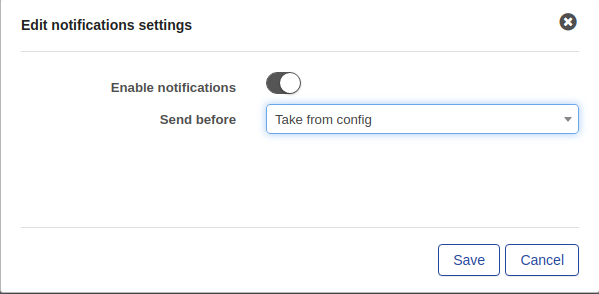 Edit notifications settings
Enable notifications
Send before
Take from config
Save
Cancel